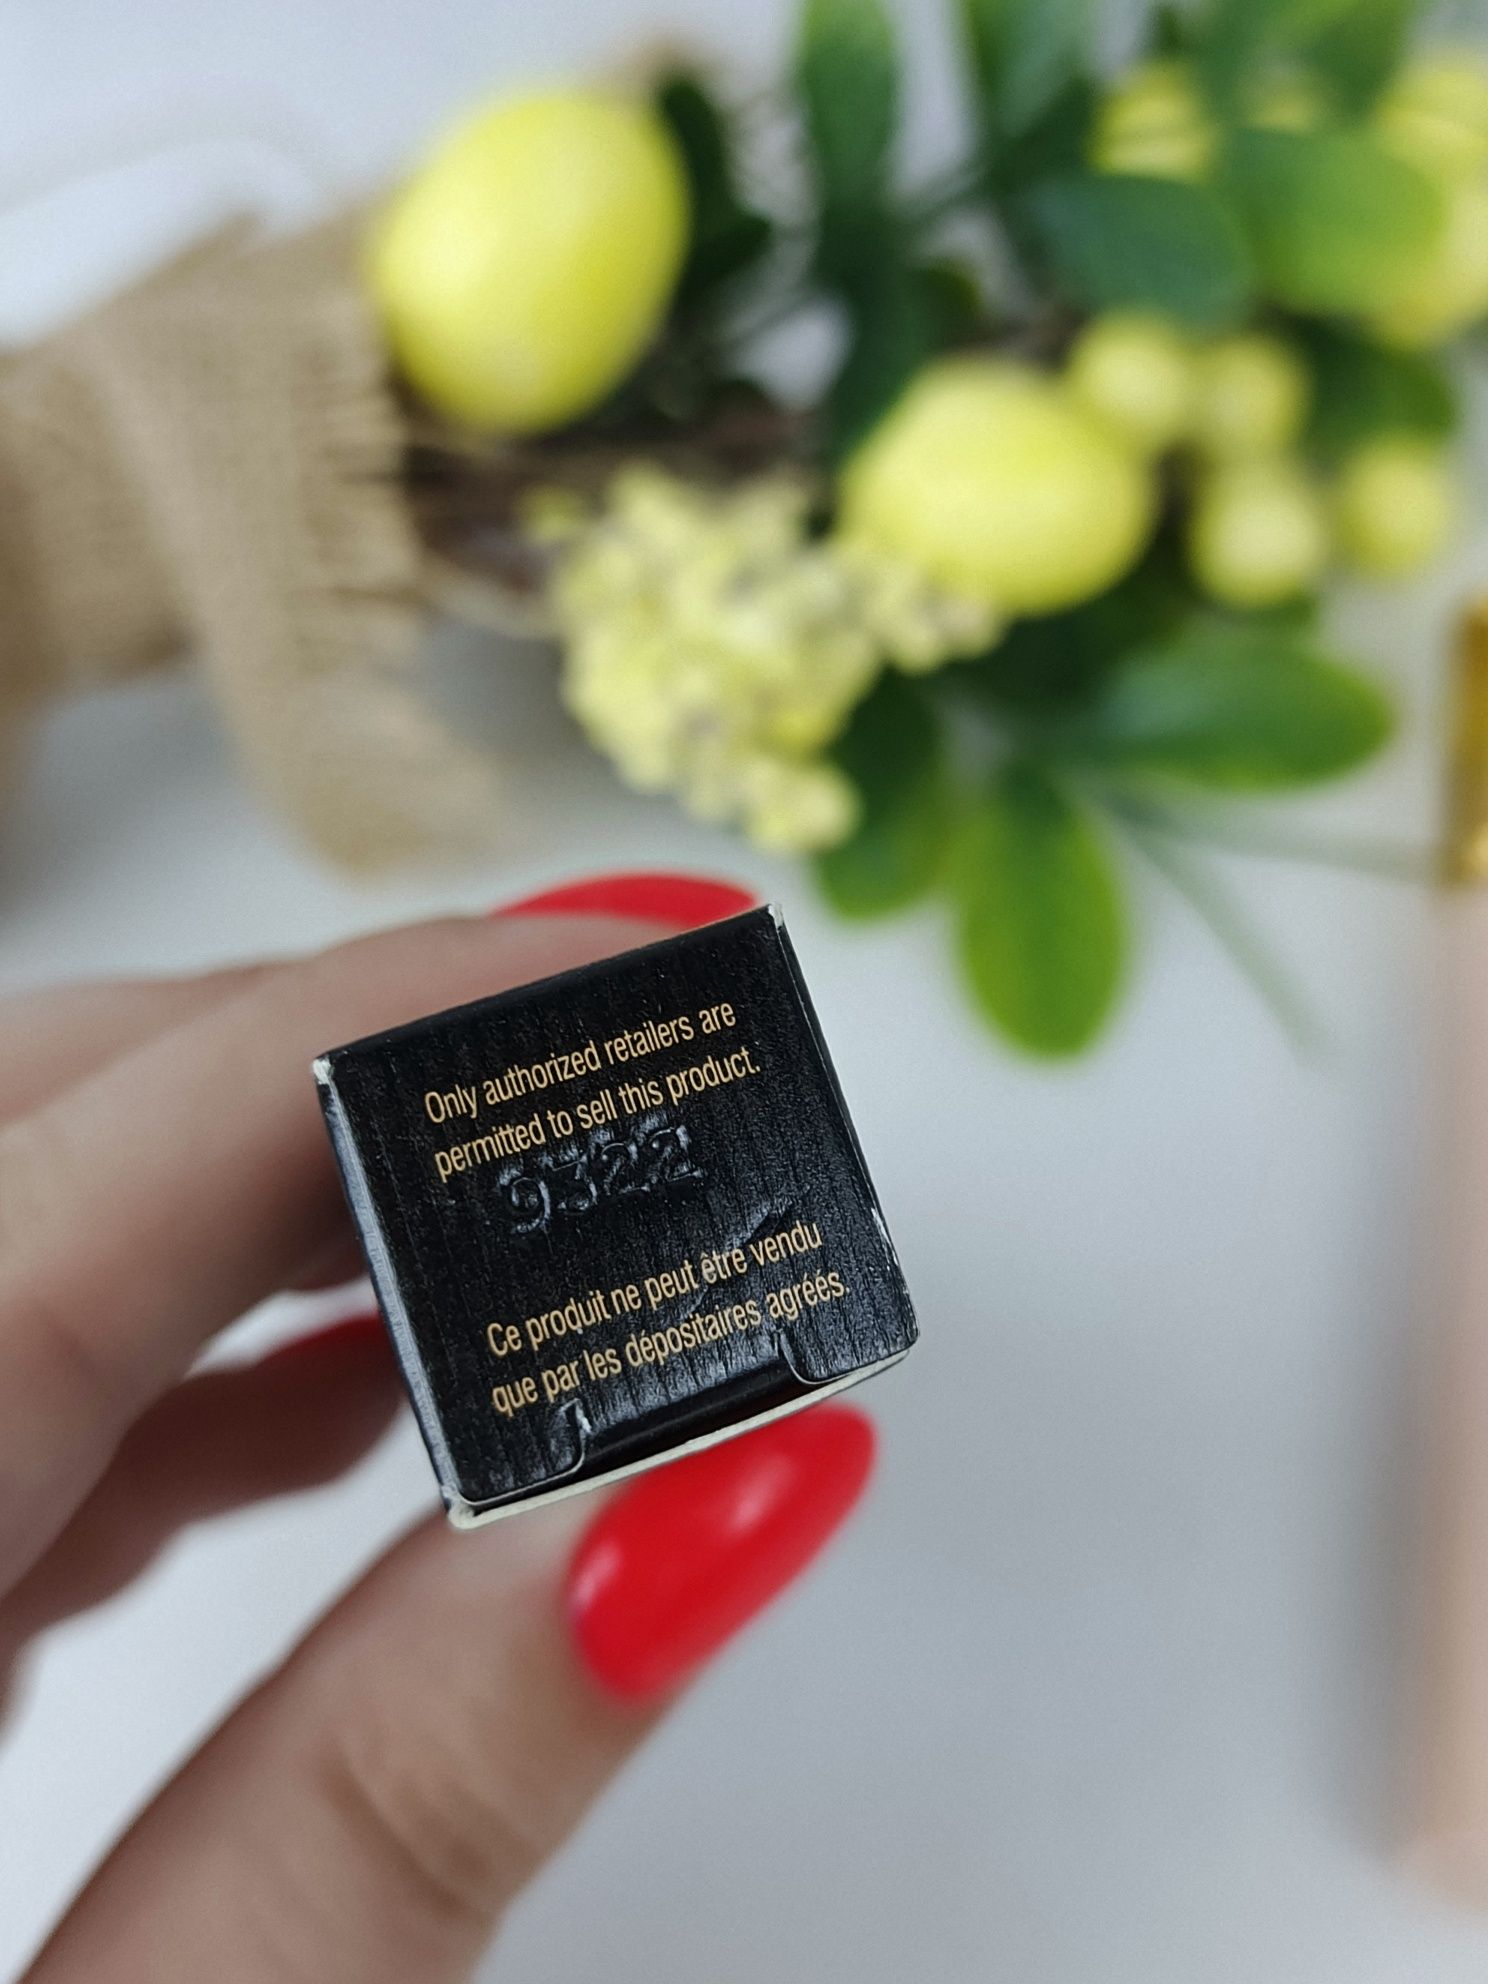 Only authorized retailers are
permitted to sell this product.
9322
Ce produit ne peut être vendu
que par les dépositaires agréés.